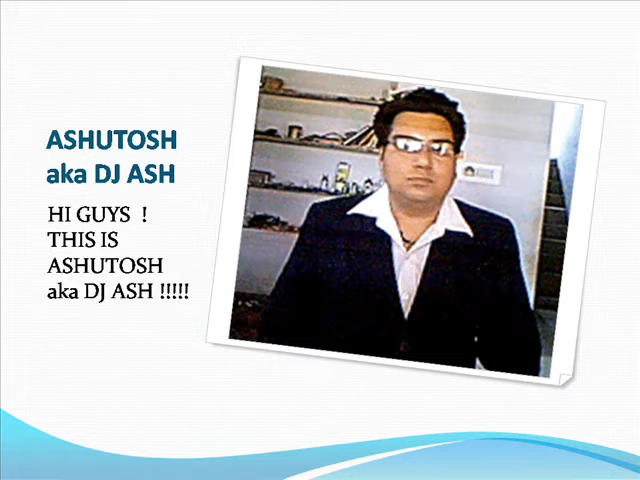 ASHUTOSH
aka DJ ASH
HI GUYS !
THIS IS
ASHUTOSH
aka DJ ASH !!!!!